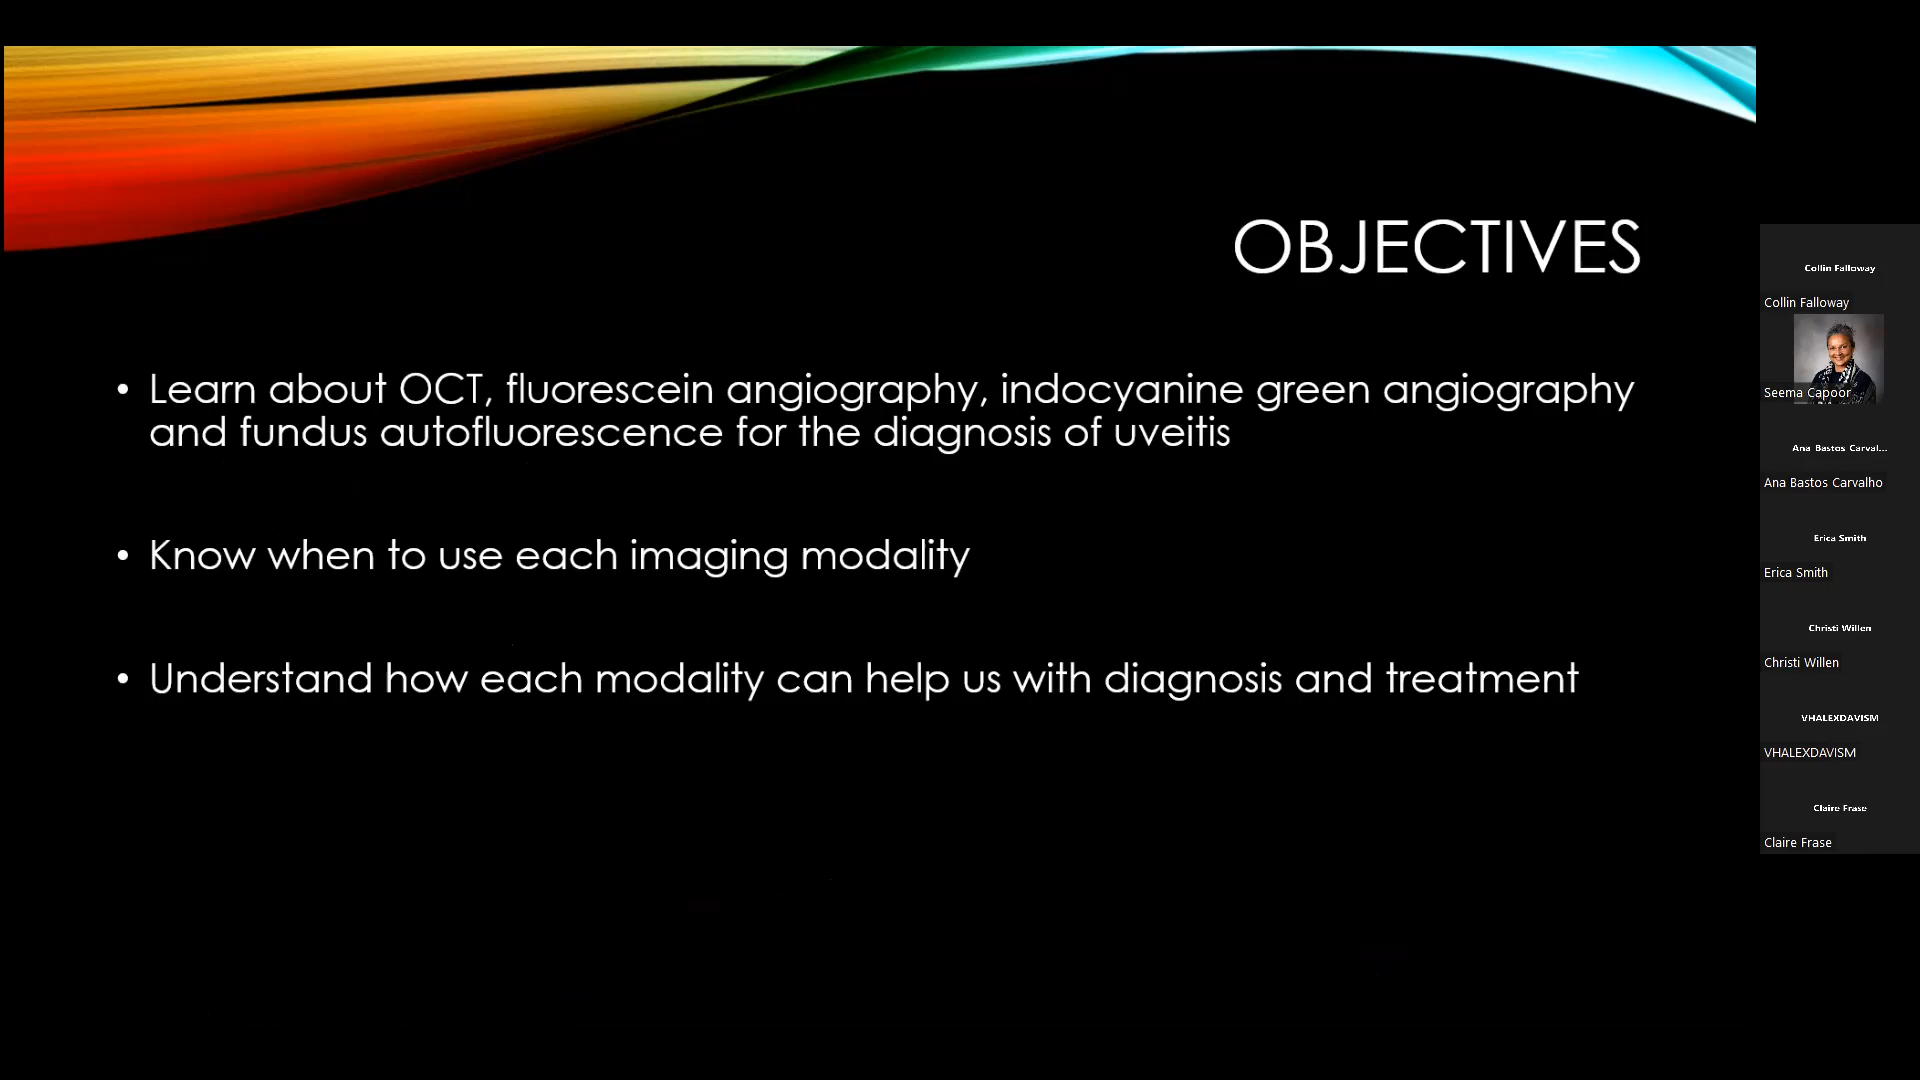 OBJECTIVES
• Learn about OCT, fluorescein angiography, indocyanine green angiography
and fundus autofluorescence for the diagnosis of uveitis
• Know when to use each imaging modality
• Understand how each modality can help us with diagnosis and treatment
Collin Falloway
Collin Falloway
Seema Capoor
Ana Bastos Carval...
Ana Bastos Carvalho
Erica Smith
Erica Smith
Christi Willen
Christi Willen
VHALEXDAVISM
VHALEXDAVISM
Claire Frase
Claire Frase